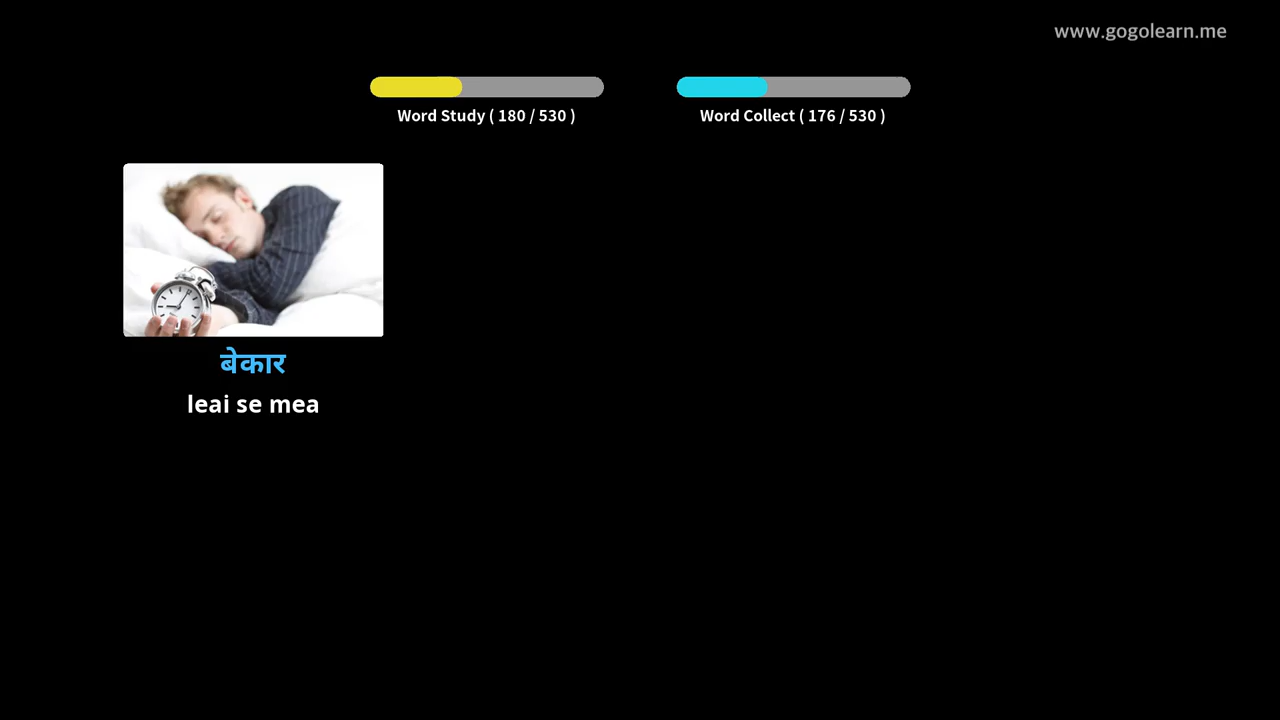 www.gogolearn.me
Word Study ( 180 / 530 )
Word Collect ( 176 / 530 )
बेकार
leai se mea